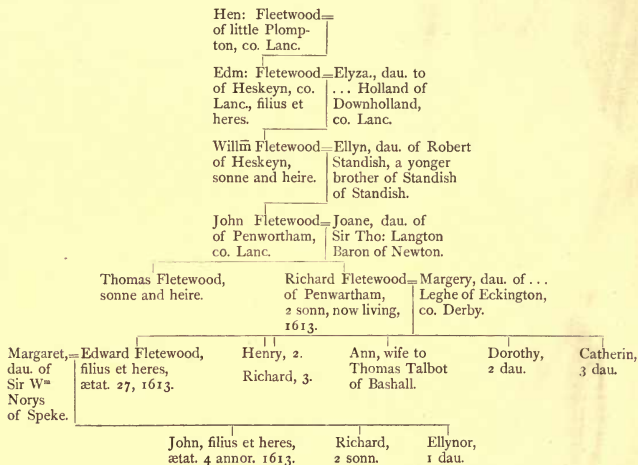 Hen: Fleetwood=
of little Plomp-
ton, co. Lanc.
Edm: Fletewood=Elyza., dau. to
of Heskeyn, co. ... Holland of
Lanc., filius et Downholland,
heres. co. Lanc.
Willm̄ Fletewood=Ellyn, dau. of Robert
of Heskeyn, Standish, a yonger
sonne and heire. brother of Standish
of Standish.
John Fletewood=Joane, dau. of
of Penwortham, Sir Tho: Langton
co. Lanc. Baron of Newton.
Thomas Fletewood,
sonne and heire.
Richard Fletewood=Margery, dau. of ...
of Penwartham, Leghe of Eckington,
2 sonn, now living, co. Derby.
1613.
Margaret,=Edward Fletewood,
dau. of filius et heres,
Sir Wᵐ ætat. 27, 1613.
Norys
of Speke.
Henry, 2.
Richard, 3.
Ann, wife to
Thomas Talbot
of Bashall.
Dorothy,
2 dau.
Catherin,
3 dau.
John, filius et heres,
ætat. 4 annor. 1613.
Richard,
2 sonn.
Ellynor,
1 dau.